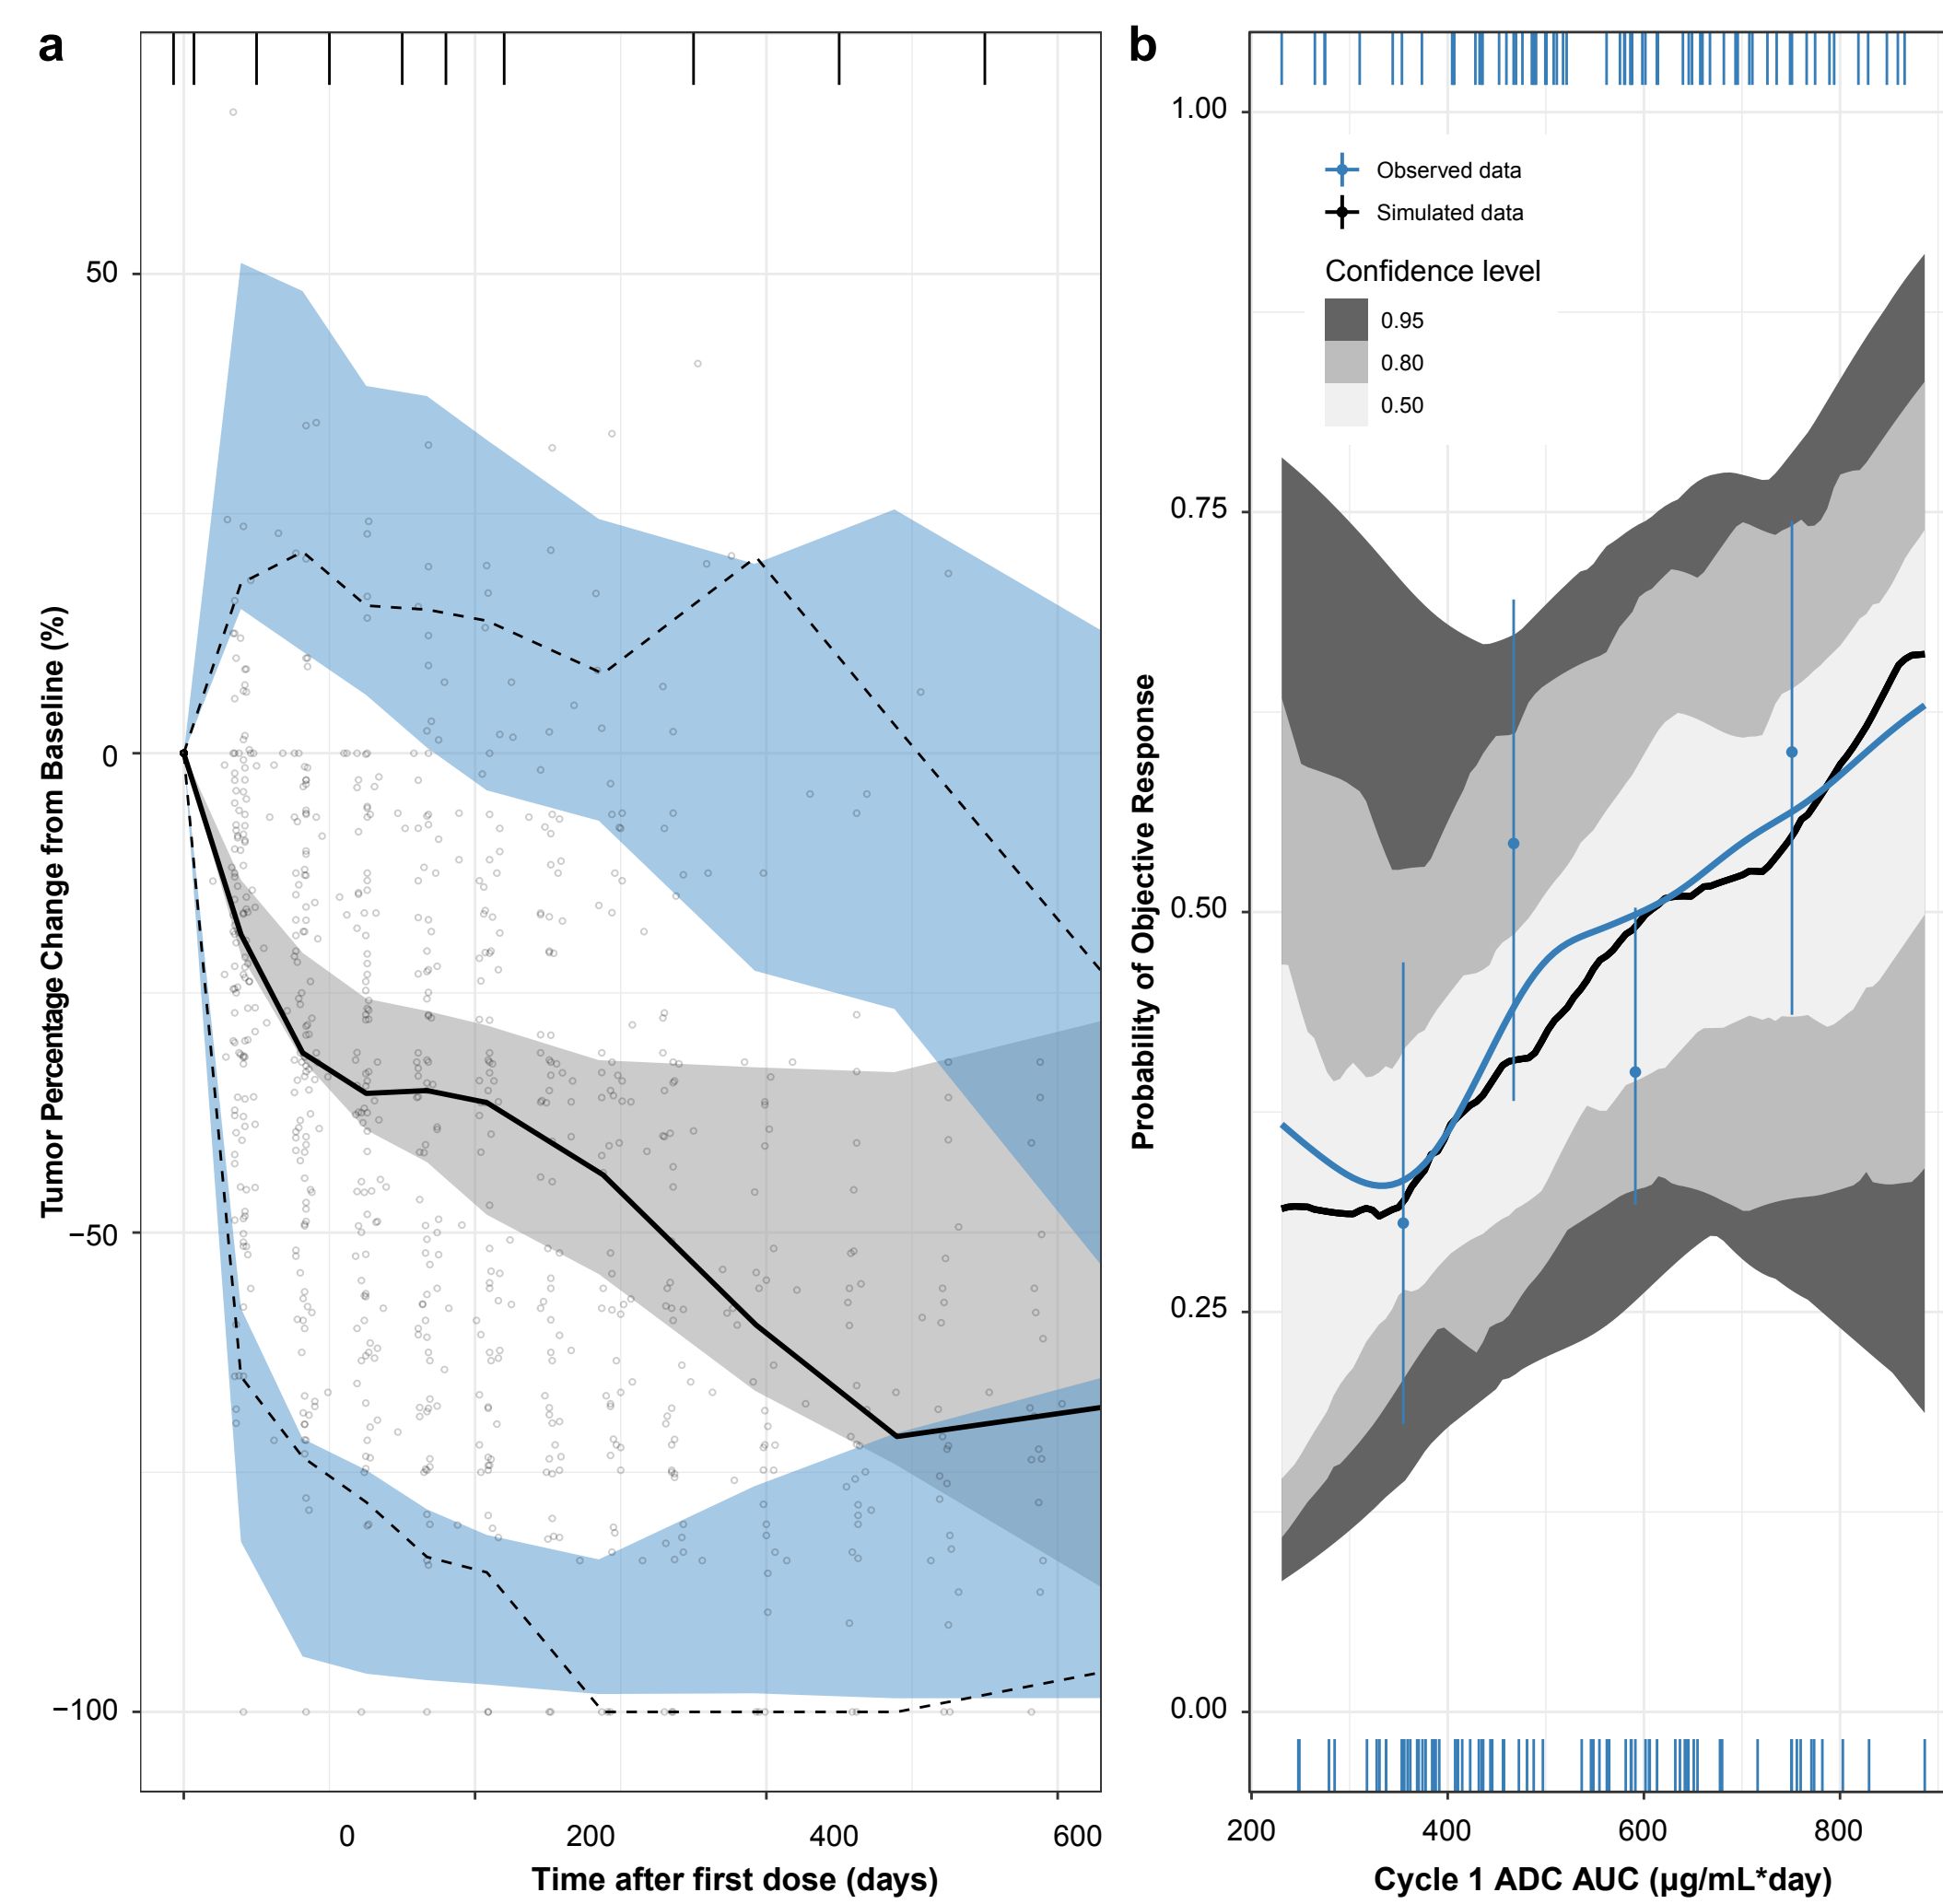 a
50
0
−50
−100
Tumor Percentage Change from Baseline (%)
0
200
400
600
Time after first dose (days)
b
1.00
0.75
0.50
0.25
0.00
Probability of Objective Response
Observed data
Simulated data
Confidence level
0.95
0.80
0.50
200
400
600
800
Cycle 1 ADC AUC (μg/mL*day)